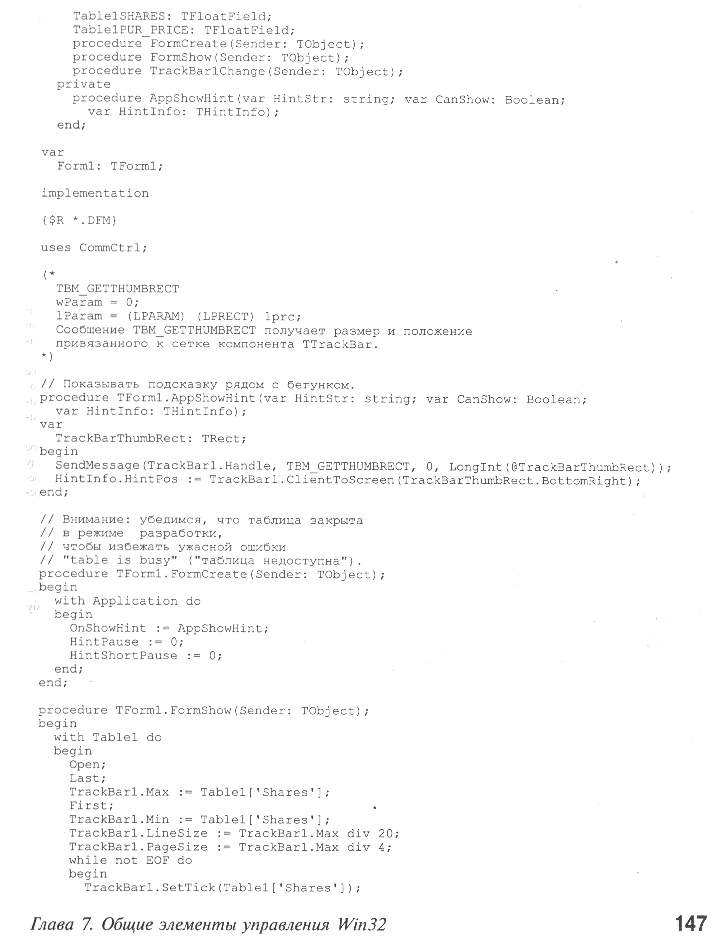 Table1SHARES: TFloatField;
Table1PUR_PRICE: TFloatField;
procedure FormCreate(Sender: TObject);
procedure FormShow(Sender: TObject);
procedure TrackBar1Change(Sender: TObject);
private
procedure AppShowHint(var HintStr: string; var CanShow: Boolean;
var HintInfo: THintInfo);
end;
var
Form1: TForm1;
implementation
{$R *.DFM}
uses CommCtrl;
(*
TBM_GETTHUMBRECT
wParam = 0;
lParam = (LPARAM) (LPRECT) lprc;
Сообщение TBM_GETTHUMBRECT получает размер и положение
привязанного к сетке компонента TTrackBar.
*)
// Показывать подсказку рядом с бегунком.
procedure TForm1.AppShowHint(var HintStr: string; var CanShow: Boolean;
var HintInfo: THintInfo);
var
TrackBarThumbRect: TRect;
begin
SendMessage(TrackBar1.Handle, TBM_GETTHUMBRECT, 0, LongInt(@TrackBarThumbRect));
HintInfo.HintPos := TrackBar1.ClientToScreen(TrackBarThumbRect.BottomRight);
end;
// Внимание: убедимся, что таблица закрыта
// в режиме разработки,
// чтобы избежать ужасной ошибки
// "table is busy" ("таблица недоступна").
procedure TForm1.FormCreate(Sender: TObject);
begin
with Application do
begin
OnShowHint := AppShowHint;
HintPause := 0;
HintShortPause := 0;
end;
end;
procedure TForm1.FormShow(Sender: TObject);
begin
with Table1 do
begin
Open;
Last;
TrackBar1.Max := Table1['Shares'];
First;
TrackBar1.Min := Table1['Shares'];
TrackBar1.LineSize := TrackBar1.Max div 20;
TrackBar1.PageSize := TrackBar1.Max div 4;
while not EOF do
begin
TrackBar1.SetTick(Table1['Shares']);
Глава 7. Общие элементы управления Win32 147